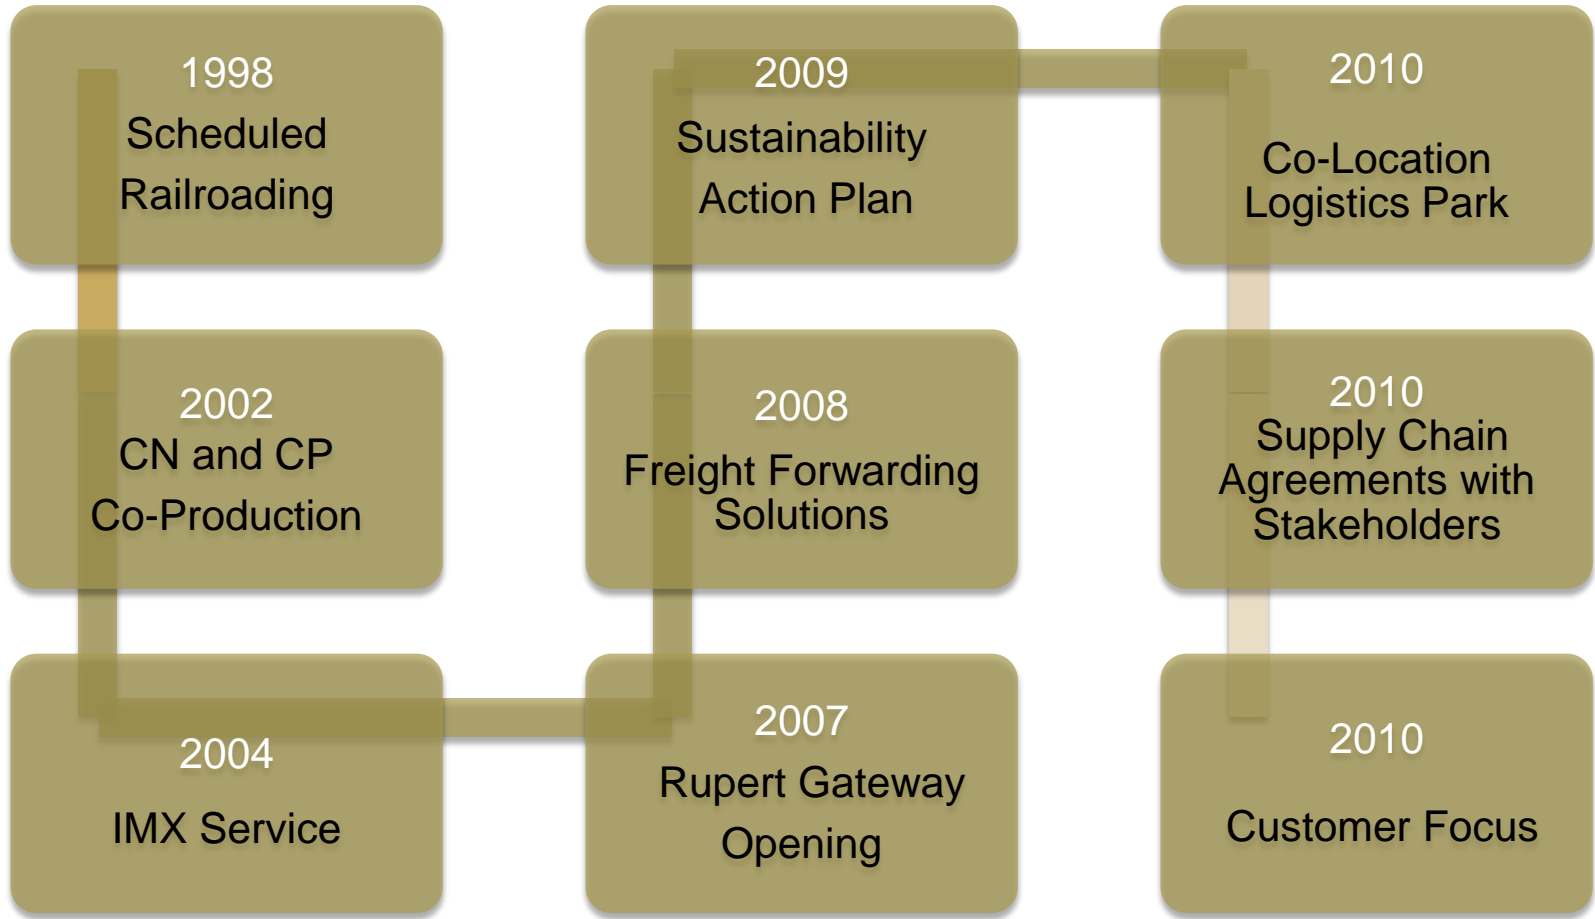 1998
Scheduled
Railroading
2002
CN and CP
Co-Production
2004
IMX Service
2007
Rupert Gateway
Opening
2008
Freight Forwarding
Solutions
2009
Sustainability
Action Plan
2010
Co-Location
Logistics Park
2010
Supply Chain
Agreements with
Stakeholders
2010
Customer Focus